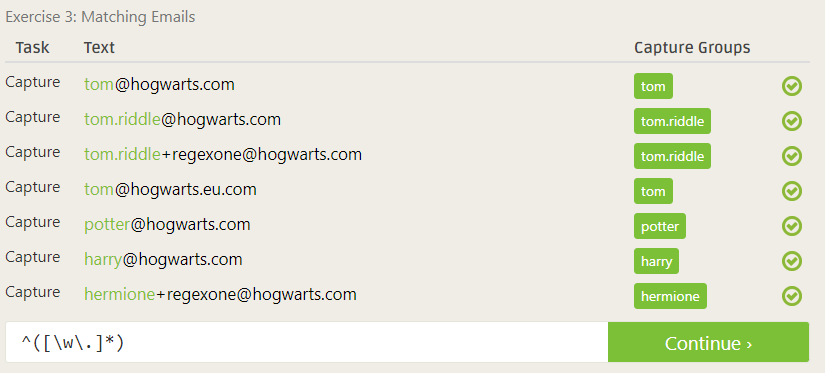 Exercise 3: Matching Emails
Task Text Capture Groups
Capture tom@hogwarts.com tom
Capture tom.riddle@hogwarts.com tom.riddle
Capture tom.riddle+regexone@hogwarts.com tom.riddle
Capture tom@hogwarts.eu.com tom
Capture potter@hogwarts.com potter
Capture harry@hogwarts.com harry
Capture hermione+regexone@hogwarts.com hermione
^([\w\.]*) Continue ›